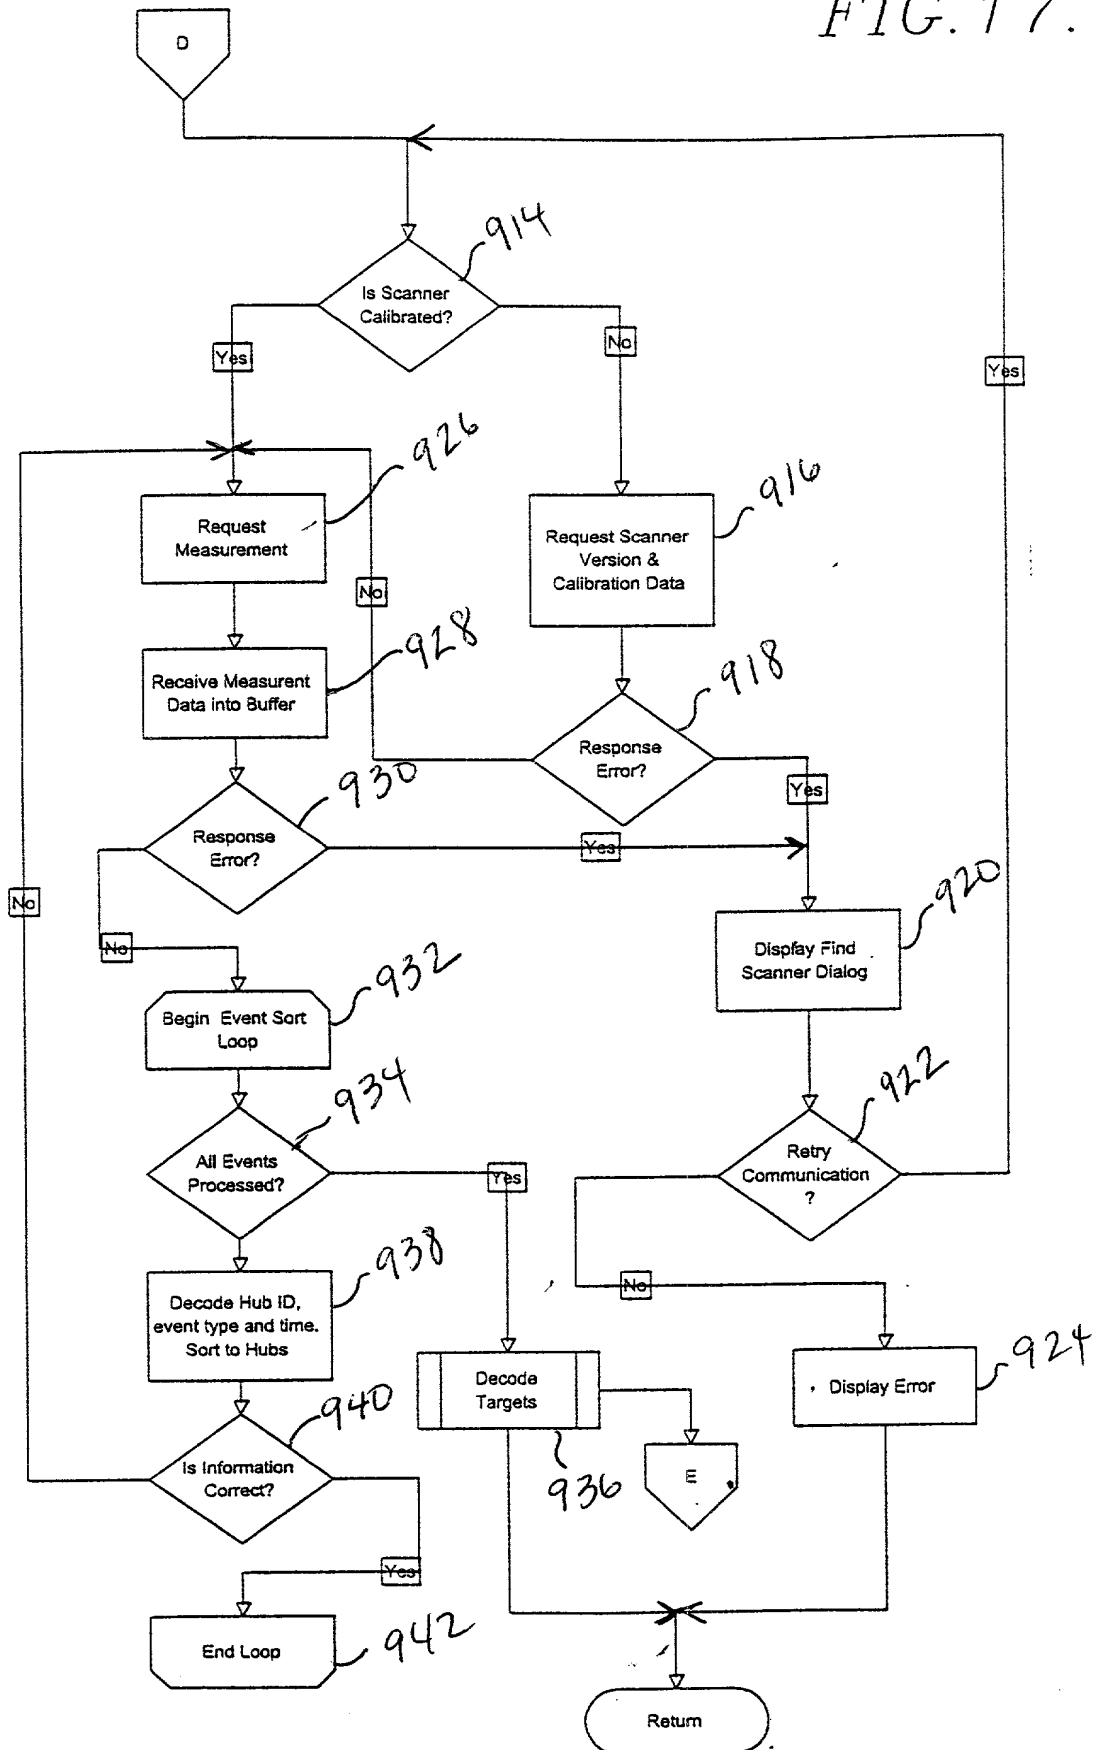 FIG. 17.
D
914
Is Scanner
Calibrated?
Yes
No
Yes
926
Request
Measurement
916
Request Scanner
Version &
Calibration Data
No
928
Receive Measurent
Data into Buffer
918
Response
Error?
Yes
930
Response
Error?
Yes
No
No
920
Display Find
Scanner Dialog
932
Begin Event Sort
Loop
922
Retry
Communication
?
934
All Events
Processed?
Yes
938
Decode Hub ID,
event type and time.
Sort to Hubs
No
Decode
Targets
936
924
Display Error
940
Is Information
Correct?
E
Yes
End Loop
942
Return